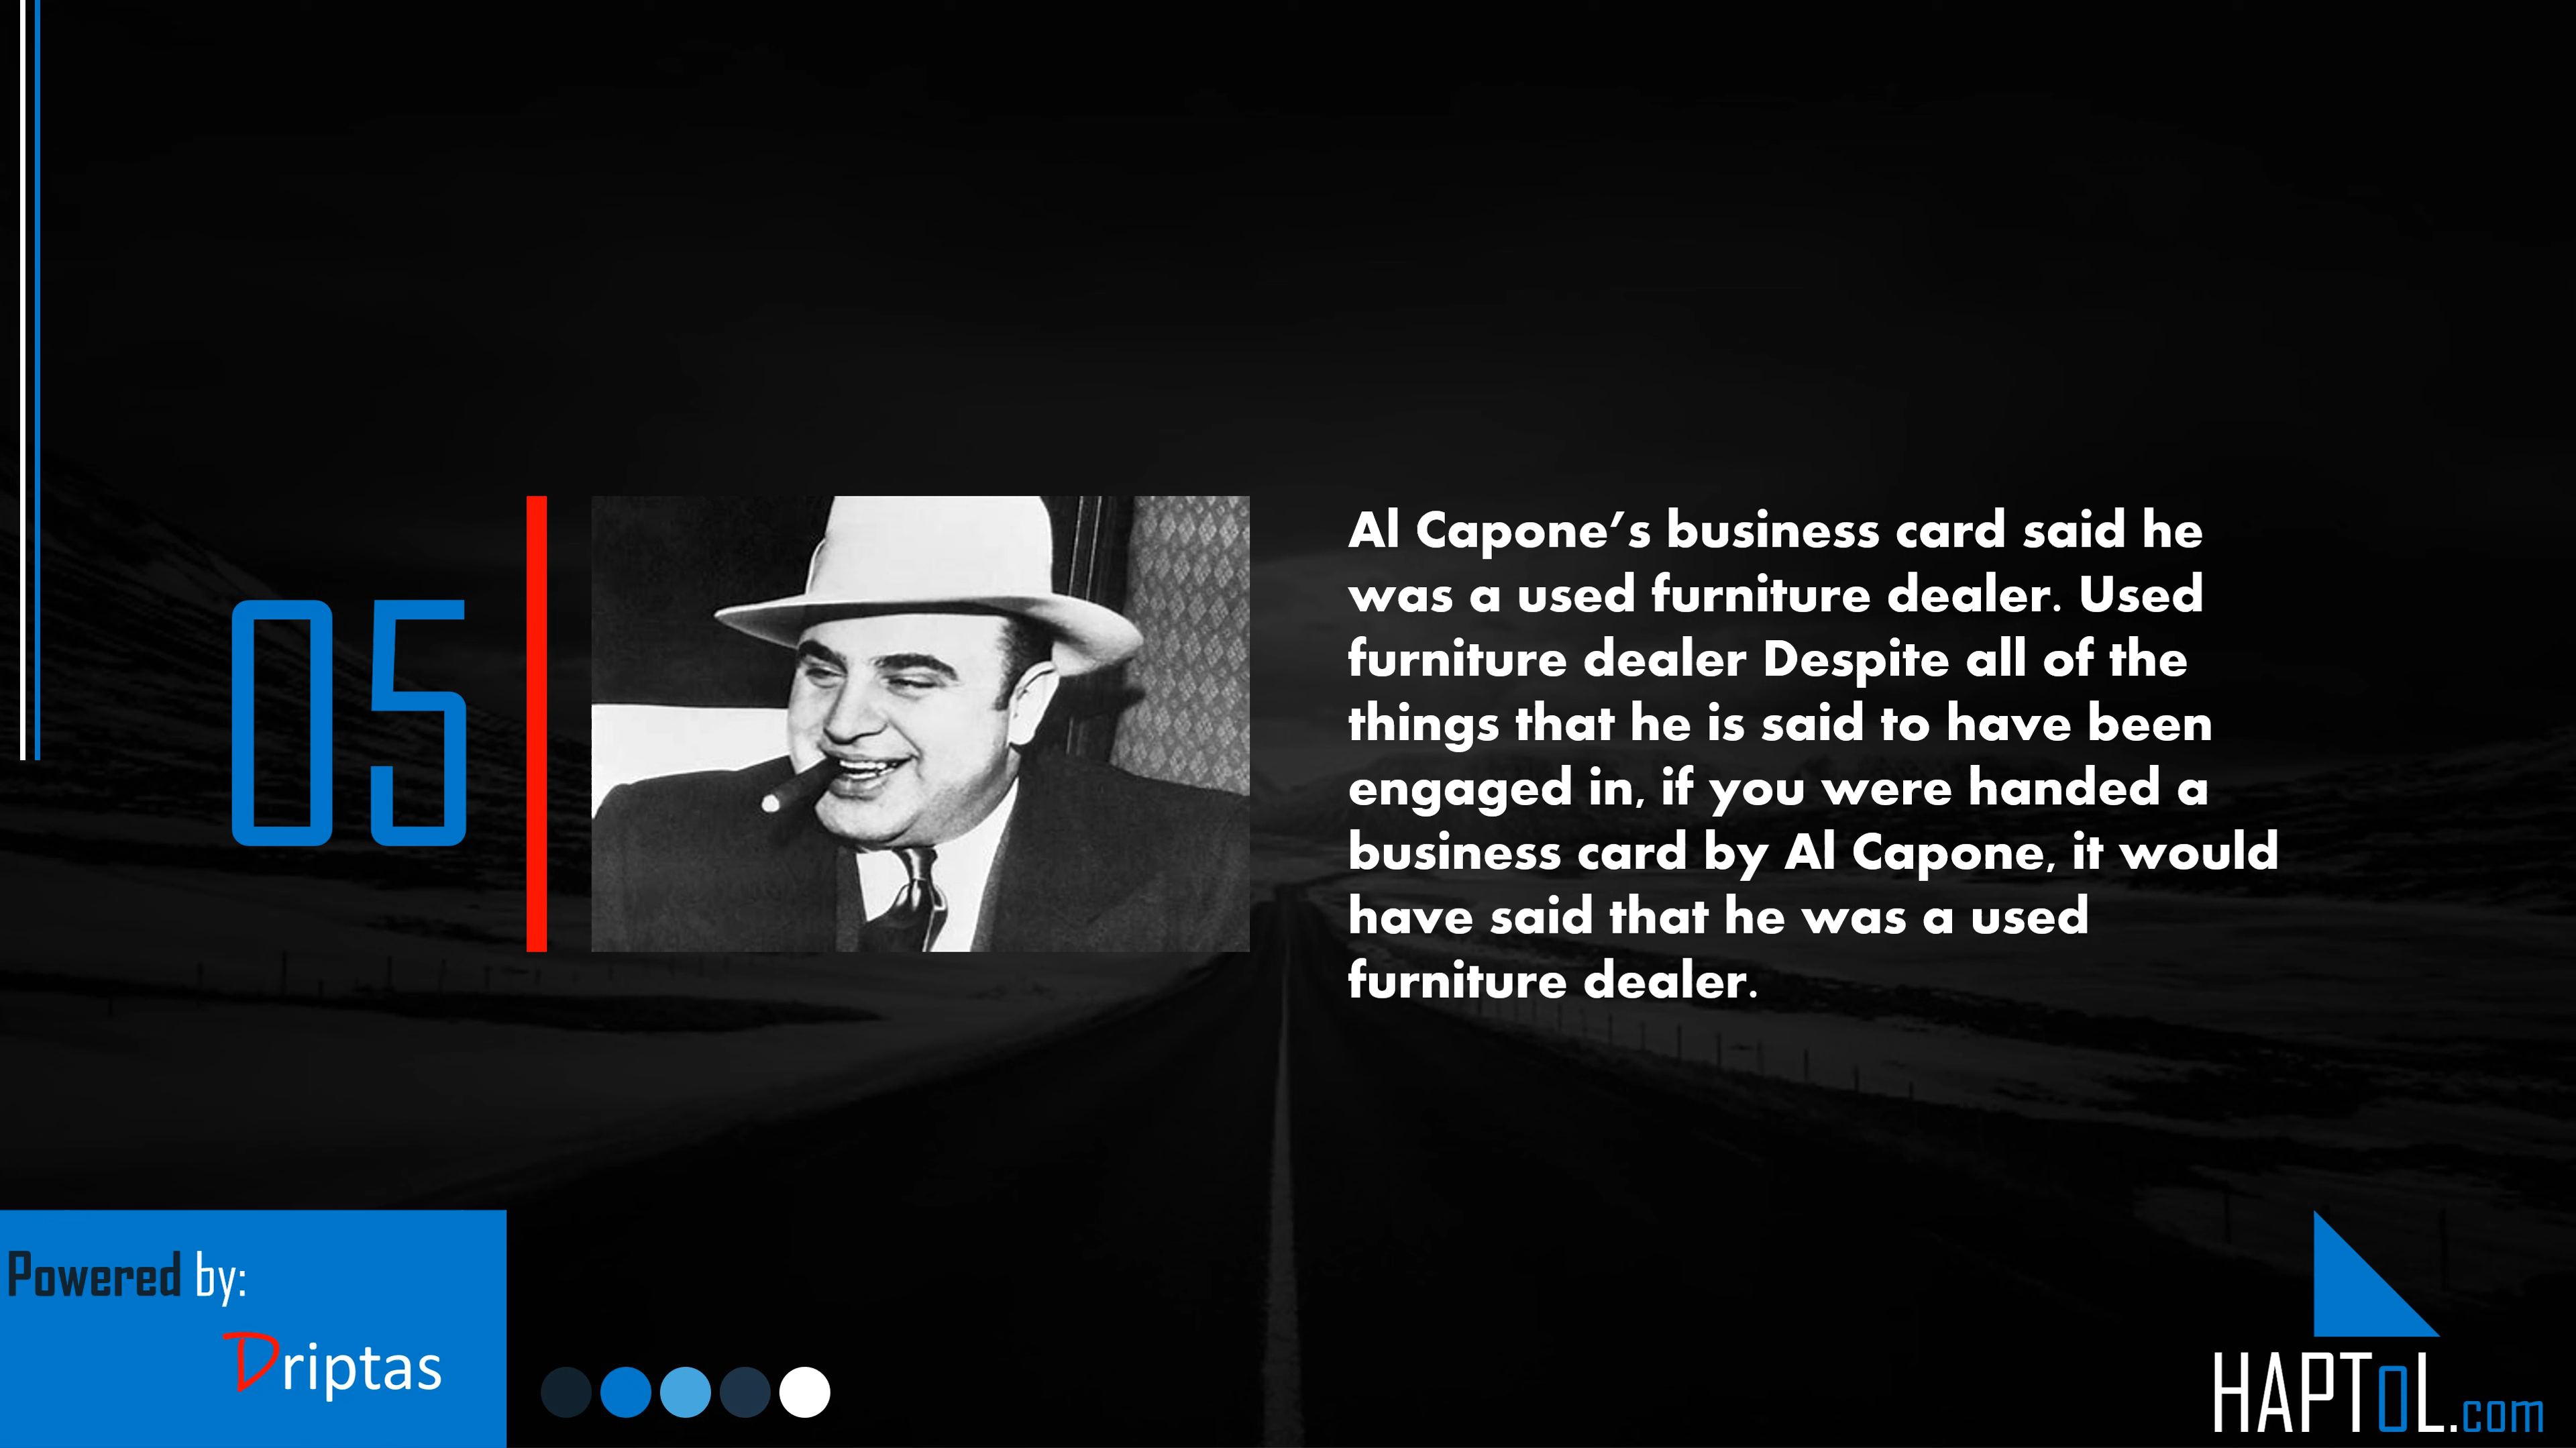 05
Al Capone’s business card said he
was a used furniture dealer. Used
furniture dealer Despite all of the
things that he is said to have been
engaged in, if you were handed a
business card by Al Capone, it would
have said that he was a used
furniture dealer.
Powered by:
Driptas
HAPToL.com